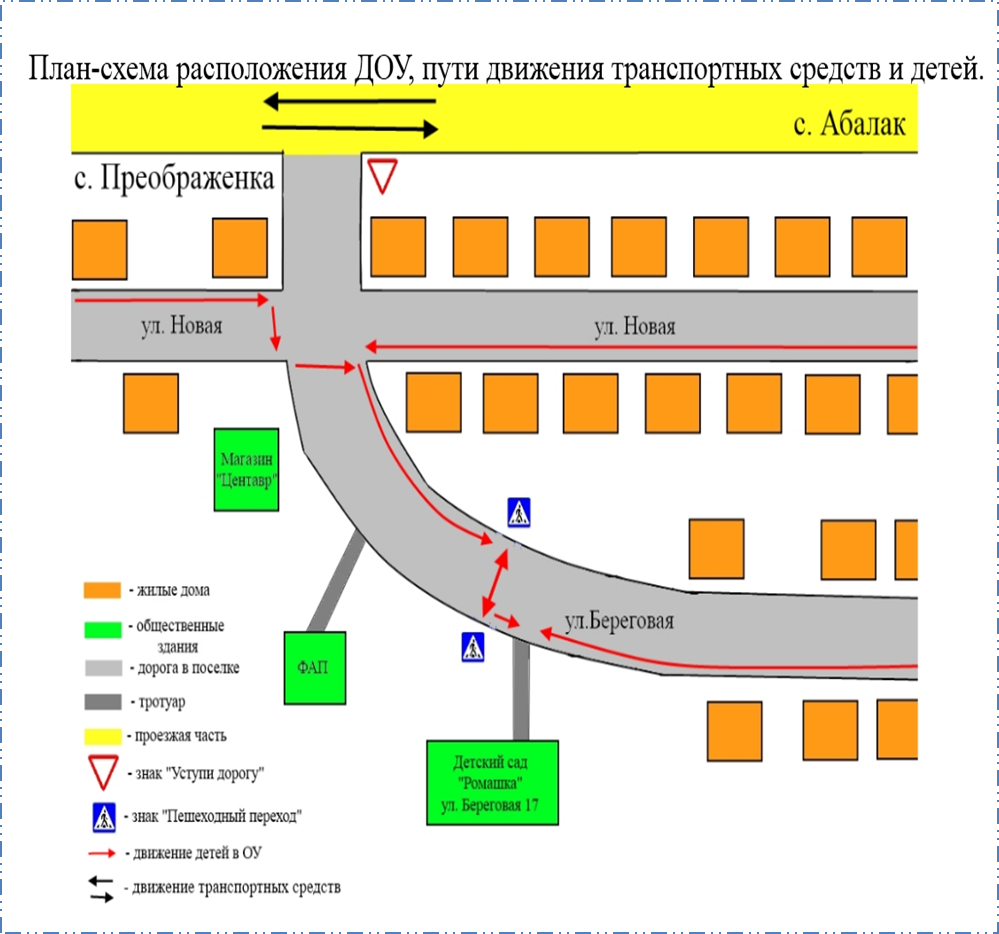 План-схема расположения ДОУ, пути движения транспортных средств и детей.
с. Абалак
с. Преображенка
ул. Новая
ул. Новая
Магазин
"Центавр"
ул.Береговая
ФАП
Детский сад
"Ромашка"
ул. Береговая 17
- жилые дома
- общественные
здания
- дорога в поселке
- тротуар
- проезжая часть
- знак "Уступи дорогу"
- знак "Пешеходный переход"
- движение детей в ОУ
- движение транспортных средств